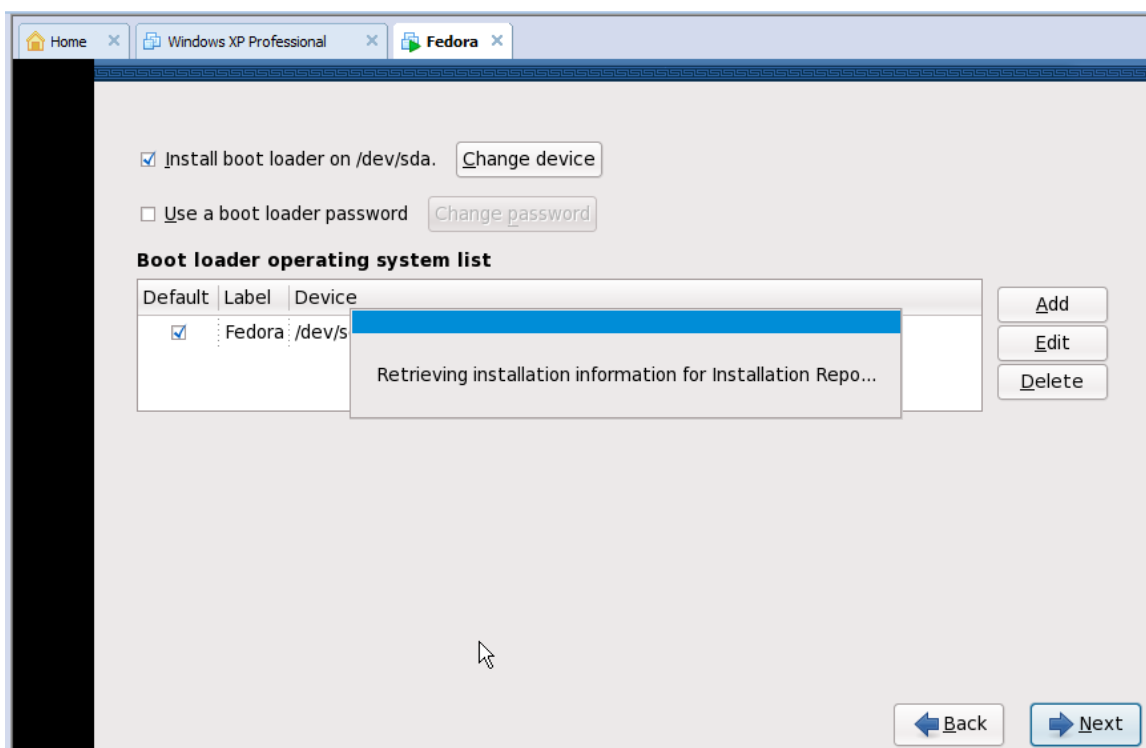 Home Windows XP Professional Fedora
Install boot loader on /dev/sda. Change device
Use a boot loader password Change password
Boot loader operating system list
Default Label Device
Fedora /dev/s
Retrieving installation information for Installation Repo...
Add
Edit
Delete
Back Next